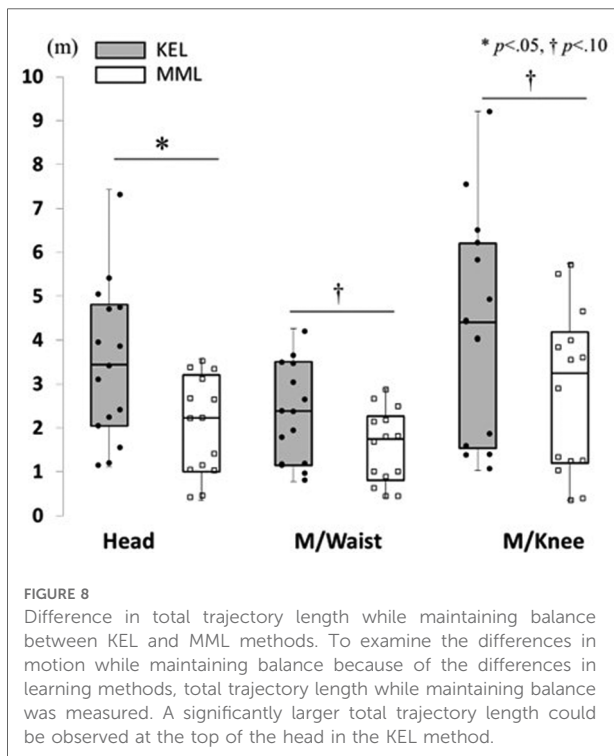 (m)
KEL
MML
* p<.05, † p<.10
10
9
8
7
6
5
4
3
2
1
0
*
†
†
Head
M/Waist
M/Knee
FIGURE 8
Difference in total trajectory length while maintaining balance
between KEL and MML methods. To examine the differences in
motion while maintaining balance because of the differences in
learning methods, total trajectory length while maintaining balance
was measured. A significantly larger total trajectory length could
be observed at the top of the head in the KEL method.